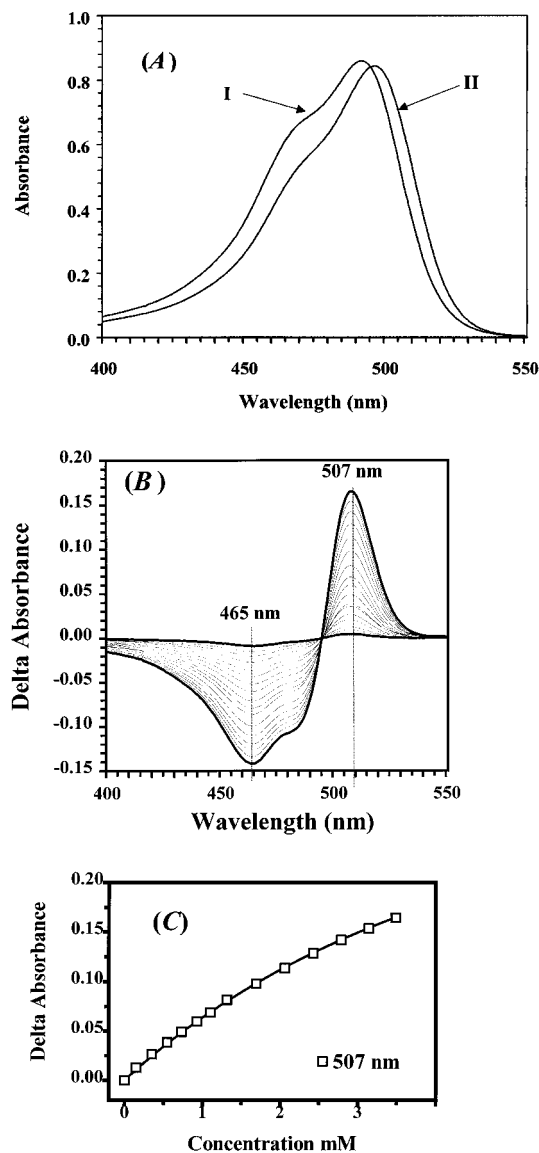 (A)
I
II
1.0
0.8
0.6
0.4
0.2
0.0
Absorbance
400
450
500
550
Wavelength (nm)
(B)
507 nm
465 nm
0.20
0.15
0.10
0.05
0.00
-0.05
-0.10
-0.15
Delta Absorbance
400
450
500
550
Wavelength (nm)
(C)
0.20
0.15
0.10
0.05
0.00
Delta Absorbance
507 nm
0
1
2
3
Concentration mM